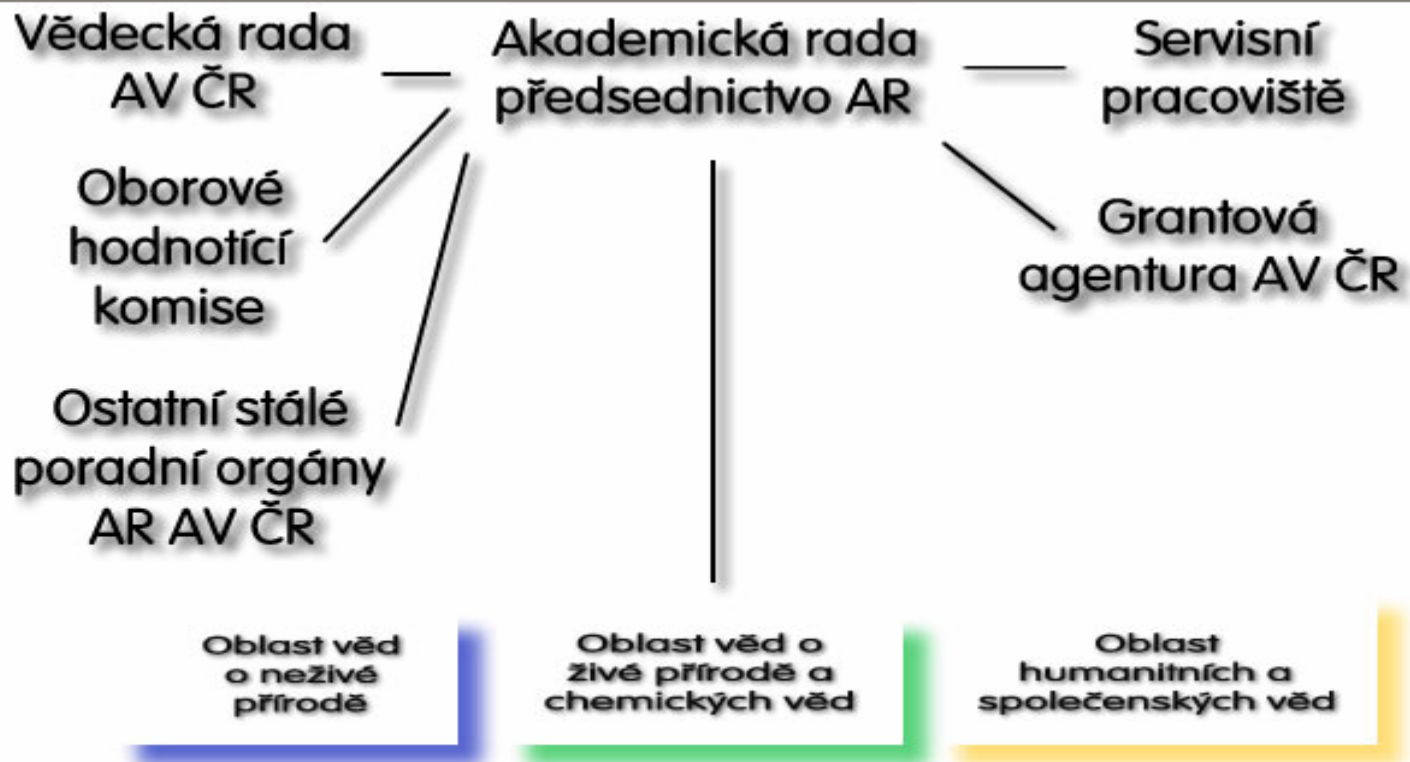 Vědecká rada
AV ČR
Akademická rada
předsednictvo AR
Servisní
pracoviště
Oborové
hodnotící
komise
Grantová
agentura AV ČR
Ostatní stálé
poradní orgány
AR AV ČR
Oblast věd
o neživé
přírodě
Oblast věd o
živé přírodě a
chemických věd
Oblast
humanitních a
společenských věd